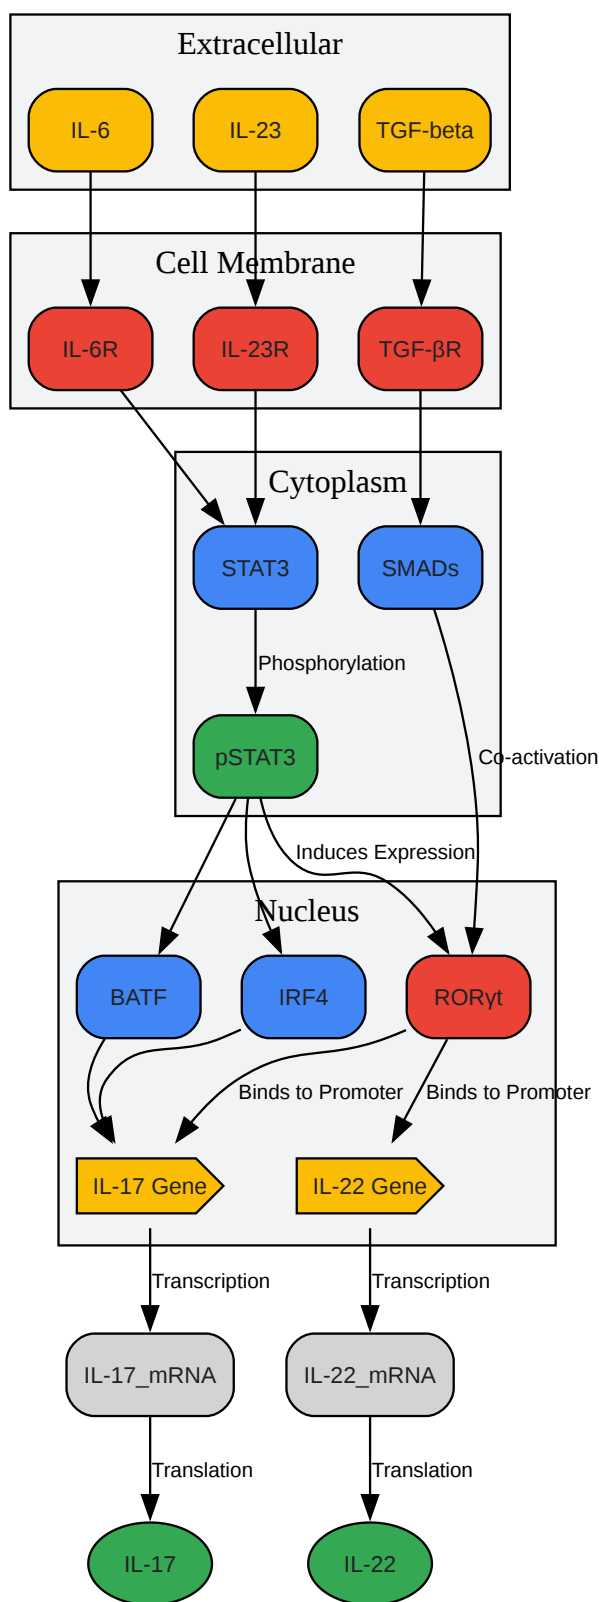 Extracellular
IL-6
IL-23
TGF-beta
Cell Membrane
IL-6R
IL-23R
TGF-βR
Cytoplasm
STAT3
SMADs
Phosphorylation
pSTAT3
Co-activation
Induces Expression
Nucleus
BATF
IRF4
RORγt
Binds to Promoter
Binds to Promoter
IL-17 Gene
IL-22 Gene
Transcription
Transcription
IL-17_mRNA
IL-22_mRNA
Translation
Translation
IL-17
IL-22